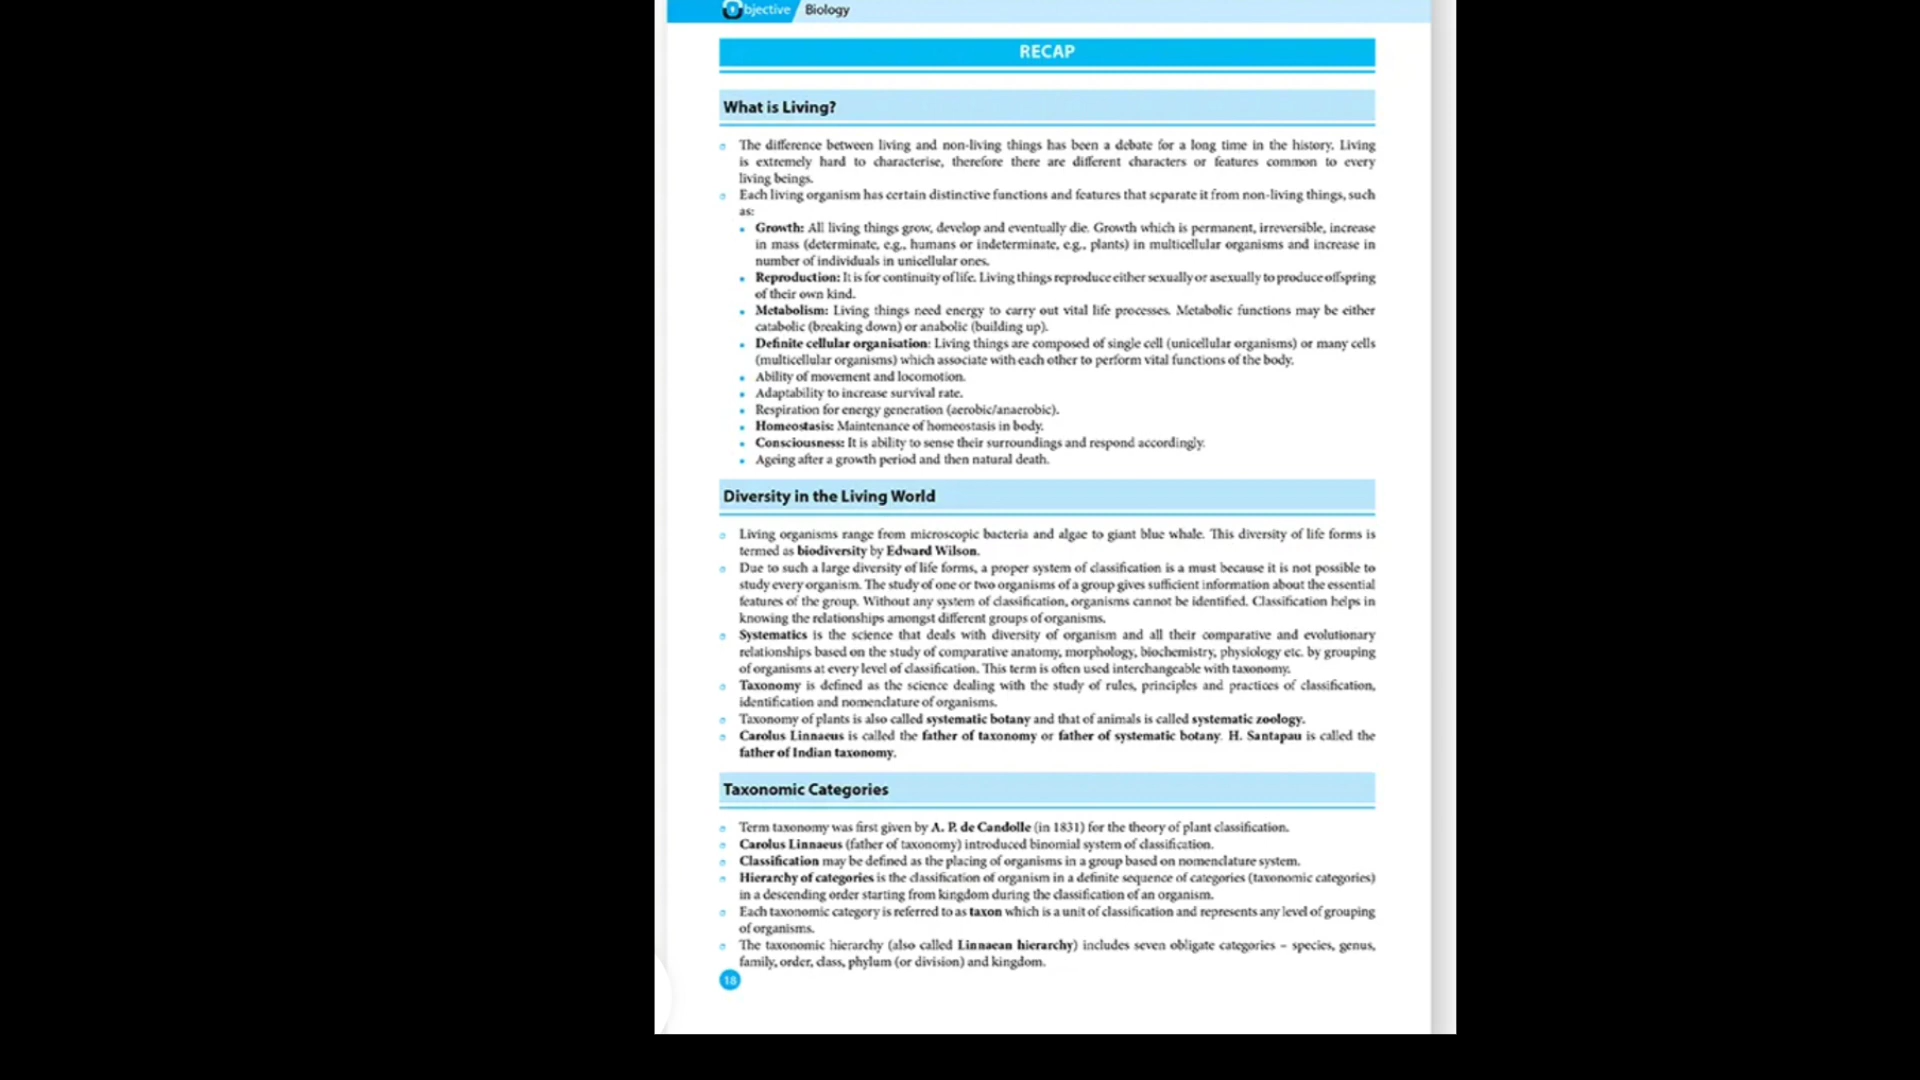 Objective Biology
RECAP
What is Living?
The difference between living and non-living things has been a debate for a long time in the history. Living
is extremely hard to characterise, therefore there are different characters or features common to every
living beings.
Each living organism has certain distinctive functions and features that separate it from non-living things, such
as:
Growth: All living things grow, develop and eventually die. Growth which is permanent, irreversible, increase
in mass (determinate, e.g., humans or indeterminate, e.g., plants) in multicellular organisms and increase in
number of individuals in unicellular ones.
Reproduction: It is for continuity of life. Living things reproduce either sexually or asexually to produce offspring
of their own kind.
Metabolism: Living things need energy to carry out vital life processes. Metabolic functions may be either
catabolic (breaking down) or anabolic (building up).
Definite cellular organisation: Living things are composed of single cell (unicellular organisms) or many cells
(multicellular organisms) which associate with each other to perform vital functions of the body.
Ability of movement and locomotion.
Adaptability to increase survival rate.
Respiration for energy generation (aerobic/anaerobic).
Homeostasis: Maintenance of homeostasis in body.
Consciousness: It is ability to sense their surroundings and respond accordingly.
Ageing after a growth period and then natural death.
Diversity in the Living World
Living organisms range from microscopic bacteria and algae to giant blue whale. This diversity of life forms is
termed as biodiversity by Edward Wilson.
Due to such a large diversity of life forms, a proper system of classification is a must because it is not possible to
study every organism. The study of one or two organisms of a group gives sufficient information about the essential
features of the group. Without any system of classification, organisms cannot be identified. Classification helps in
knowing the relationships amongst different groups of organisms.
Systematics is the science that deals with diversity of organism and all their comparative and evolutionary
relationships based on the study of comparative anatomy, morphology, biochemistry, physiology etc. by grouping
of organisms at every level of classification. This term is often used interchangeable with taxonomy.
Taxonomy is defined as the science dealing with the study of rules, principles and practices of classification,
identification and nomenclature of organisms.
Taxonomy of plants is also called systematic botany and that of animals is called systematic zoology.
Carolus Linnaeus is called the father of taxonomy or father of systematic botany. H. Santapau is called the
father of Indian taxonomy.
Taxonomic Categories
Term taxonomy was first given by A. P. de Candolle (in 1831) for the theory of plant classification.
Carolus Linnaeus (father of taxonomy) introduced binomial system of classification.
Classification may be defined as the placing of organisms in a group based on nomenclature system.
Hierarchy of categories is the classification of organism in a definite sequence of categories (taxonomic categories)
in a descending order starting from kingdom during the classification of an organism.
Each taxonomic category is referred to as taxon which is a unit of classification and represents any level of grouping
of organisms.
The taxonomic hierarchy (also called Linnaean hierarchy) includes seven obligate categories – species, genus,
family, order, class, phylum (or division) and kingdom.
18